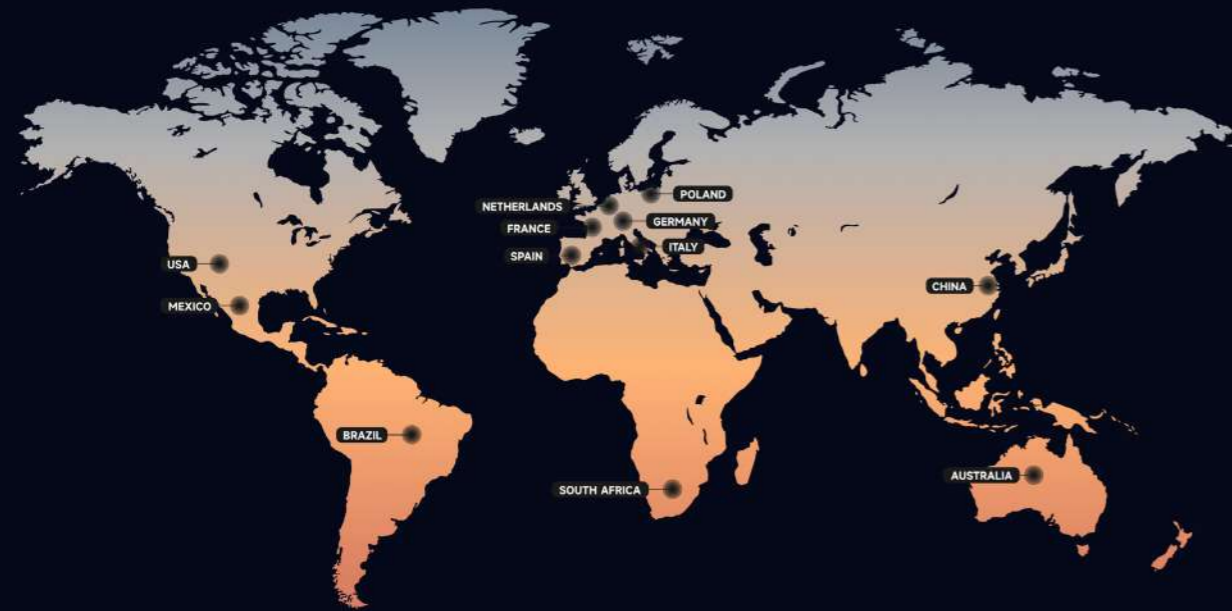 POLAND
NETHERLANDS
GERMANY
FRANCE
ITALY
SPAIN
USA
CHINA
MEXICO
BRAZIL
AUSTRALIA
SOUTH AFRICA